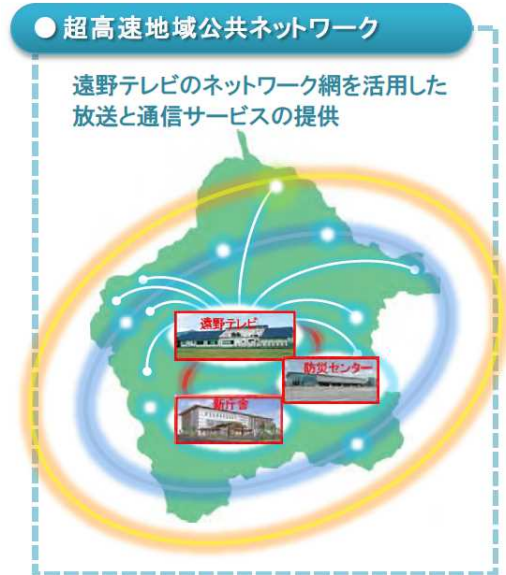 ●超高速地域公共ネットワーク
遠野テレビのネットワーク網を活用した
放送と通信サービスの提供
遠野テレビ
防災センター
新庁舎